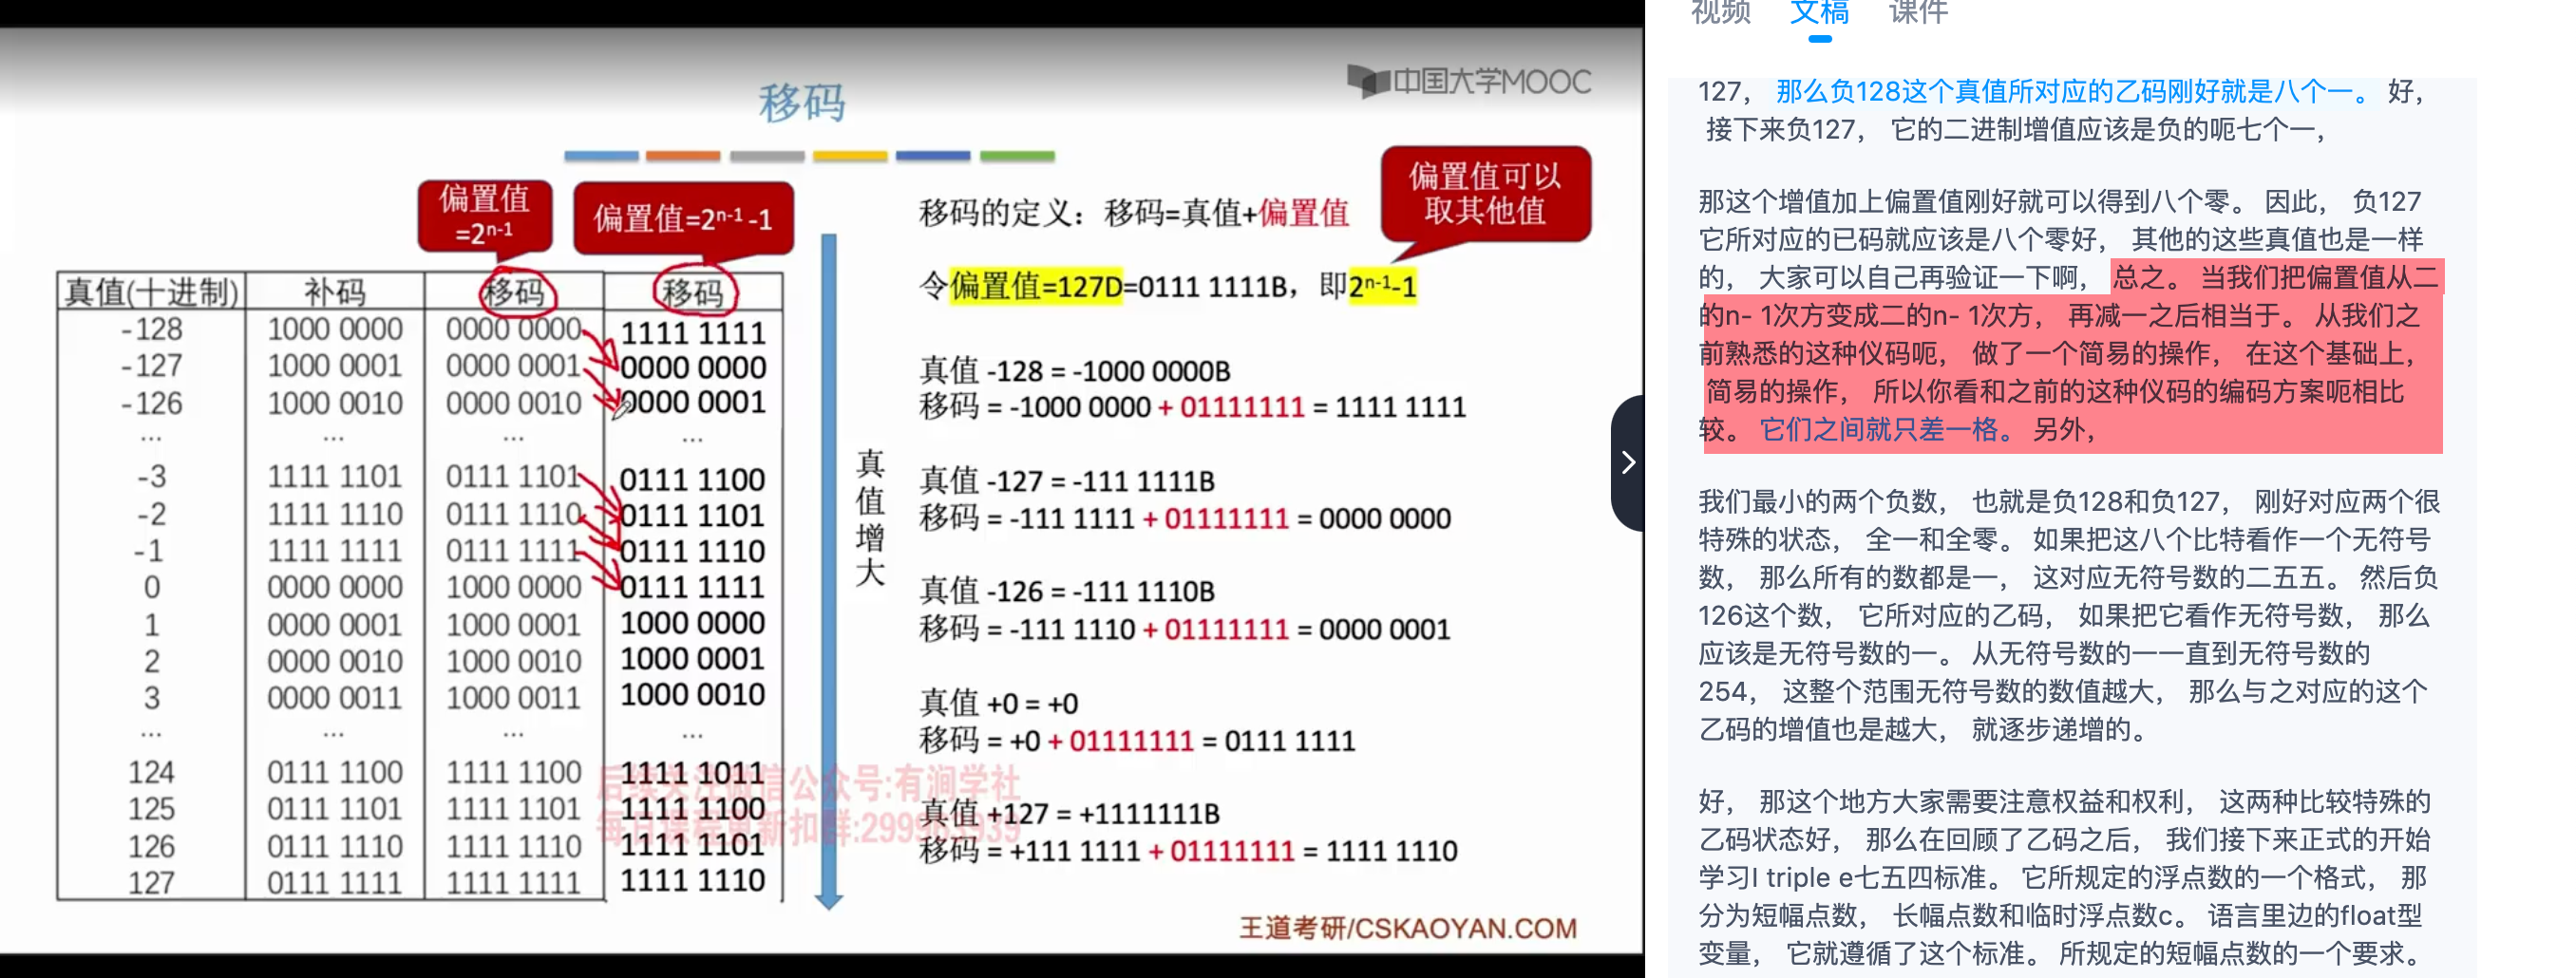 移码
中国大学MOOC
偏置值
=2ⁿ⁻¹
偏置值=2ⁿ⁻¹ -1
移码的定义：移码=真值+偏置值
偏置值可以
取其他值
令偏置值=127D=0111 1111B，即2ⁿ⁻¹-1
真值(十进制) 补码 移码 移码
-128 1000 0000 0000 0000 1111 1111
-127 1000 0001 0000 0001 0000 0000
-126 1000 0010 0000 0010 0000 0001
... ... ... ...
-3 1111 1101 0111 1101 0111 1100
-2 1111 1110 0111 1110 0111 1101
-1 1111 1111 0111 1111 0111 1110
0 0000 0000 1000 0000 0111 1111
1 0000 0001 1000 0001 1000 0000
2 0000 0010 1000 0010 1000 0001
3 0000 0011 1000 0011 1000 0010
... ... ... ...
124 0111 1100 1111 1100 1111 1011
125 0111 1101 1111 1101 1111 1100
126 0111 1110 1111 1110 1111 1101
127 0111 1111 1111 1111 1111 1110
真值增大
真值 -128 = -1000 0000B
移码 = -1000 0000 + 01111111 = 1111 1111
真值 -127 = -111 1111B
移码 = -111 1111 + 01111111 = 0000 0000
真值 -126 = -111 1110B
移码 = -111 1110 + 01111111 = 0000 0001
真值 +0 = +0
移码 = +0 + 01111111 = 0111 1111
真值 +127 = +1111111B
移码 = +111 1111 + 01111111 = 1111 1110
后续关注微信公众号:有涧学社
每日课程更新扣群:299963939
王道考研/CSKAOYAN.COM
视频 文稿 课件
127， 那么负128这个真值所对应的乙码刚好就是八个一。 好，
接下来负127， 它的二进制增值应该是负的呃七个一，
那这个增值加上偏置值刚好就可以得到八个零。 因此， 负127
它所对应的已码就应该是八个零好， 其他的这些真值也是一样
的， 大家可以自己再验证一下啊， 总之。 当我们把偏置值从二
的n- 1次方变成二的n- 1次方， 再减一之后相当于。 从我们之
前熟悉的这种仪码呃， 做了一个简易的操作， 在这个基础上，
简易的操作， 所以你看和之前的这种仪码的编码方案呃相比
较。 它们之间就只差一格。 另外，
我们最小的两个负数， 也就是负128和负127， 刚好对应两个很
特殊的状态， 全一和全零。 如果把这八个比特看作一个无符号
数， 那么所有的数都是一， 这对应无符号数的二五五。 然后负
126这个数， 它所对应的乙码， 如果把它看作无符号数， 那么
应该是无符号数的一。 从无符号数的一一直到无符号数的
254， 这整个范围无符号数的数值越大， 那么与之对应的这个
乙码的增值也是越大， 就逐步递增的。
好， 那这个地方大家需要注意权益和权利， 这两种比较特殊的
乙码状态好， 那么在回顾了乙码之后， 我们接下来正式的开始
学习I triple e七五四标准。 它所规定的浮点数的一个格式， 那
分为短幅点数， 长幅点数和临时浮点数c。 语言里边的float型
变量， 它就遵循了这个标准。 所规定的短幅点数的一个要求。